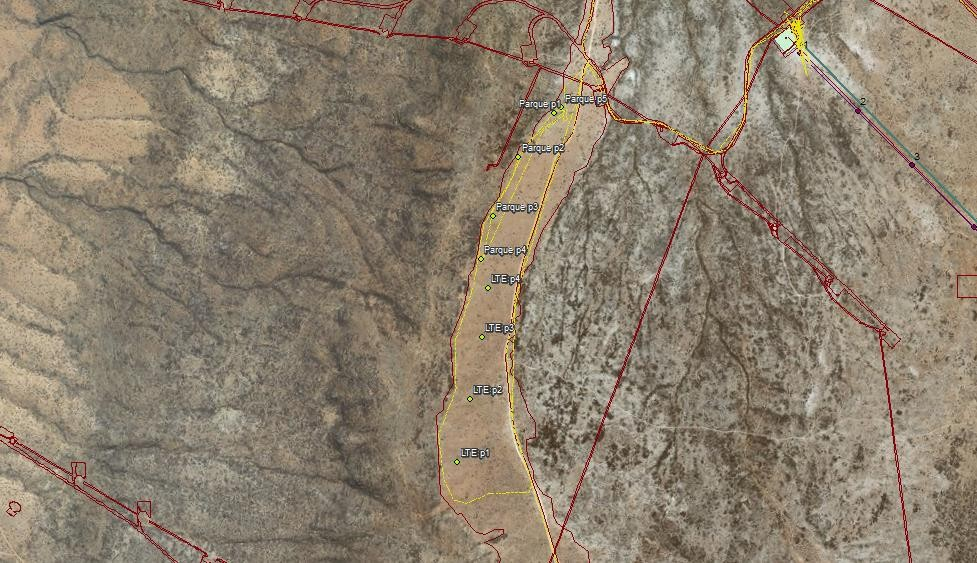 2
Parque p1
Parque p5
Parque p2
3
Parque p3
Parque p4
LTE p4
LTE p3
LTE p2
LTE p1